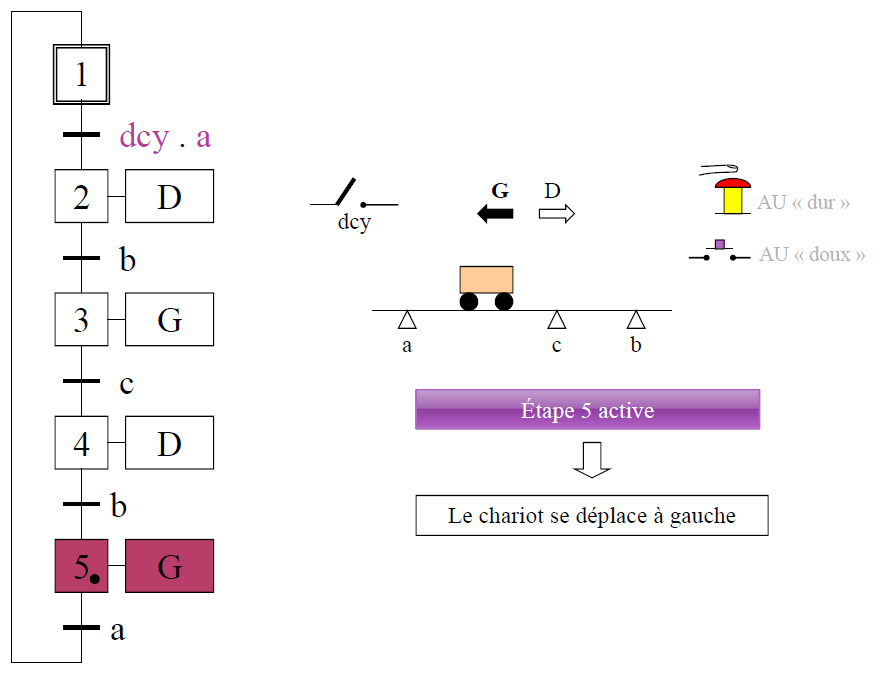 1
dcy . a
2 D
b
3 G
c
4 D
b
5 G
a
dcy
G D
AU « dur »
AU « doux »
a c b
Étape 5 active
Le chariot se déplace à gauche